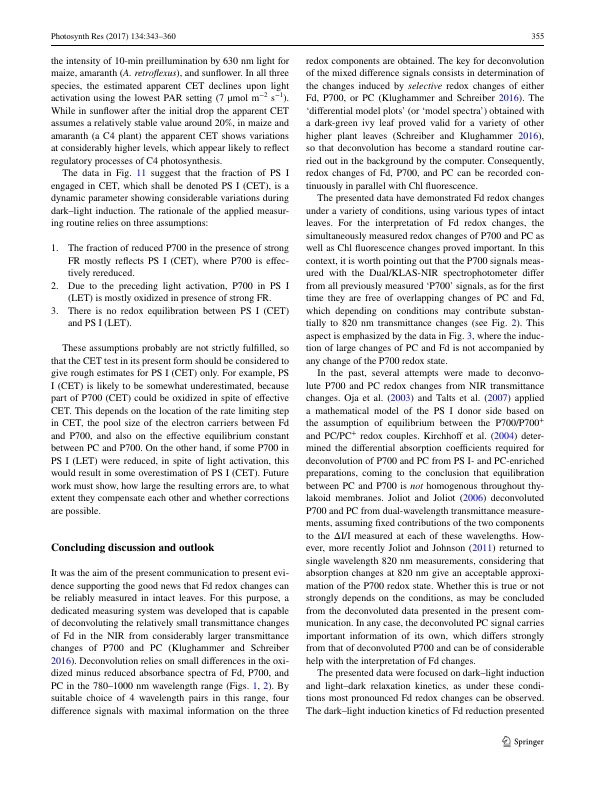 Photosynth Res (2017) 134:343–360
355
the intensity of 10-min preillumination by 630 nm light for
maize, amaranth (A. retroflexus), and sunflower. In all three
species, the estimated apparent CET declines upon light
activation using the lowest PAR setting (7 µmol m−2 s−1).
While in sunflower after the initial drop the apparent CET
assumes a relatively stable value around 20%, in maize and
amaranth (a C4 plant) the apparent CET shows variations
at considerably higher levels, which appear likely to reflect
regulatory processes of C4 photosynthesis.
The data in Fig. 11 suggest that the fraction of PS I
engaged in CET, which shall be denoted PS I (CET), is a
dynamic parameter showing considerable variations during
dark–light induction. The rationale of the applied measur-
ing routine relies on three assumptions:
1. The fraction of reduced P700 in the presence of strong
FR mostly reflects PS I (CET), where P700 is effec-
tively rereduced.
2. Due to the preceding light activation, P700 in PS I
(LET) is mostly oxidized in presence of strong FR.
3. There is no redox equilibration between PS I (CET)
and PS I (LET).
These assumptions probably are not strictly fulfilled, so
that the CET test in its present form should be considered to
give rough estimates for PS I (CET) only. For example, PS
I (CET) is likely to be somewhat underestimated, because
part of P700 (CET) could be oxidized in spite of effective
CET. This depends on the location of the rate limiting step
in CET, the pool size of the electron carriers between Fd
and P700, and also on the effective equilibrium constant
between PC and P700. On the other hand, if some P700 in
PS I (LET) were reduced, in spite of light activation, this
would result in some overestimation of PS I (CET). Future
work must show, how large the resulting errors are, to what
extent they compensate each other and whether corrections
are possible.
Concluding discussion and outlook
It was the aim of the present communication to present evi-
dence supporting the good news that Fd redox changes can
be reliably measured in intact leaves. For this purpose, a
dedicated measuring system was developed that is capable
of deconvoluting the relatively small transmittance changes
of Fd in the NIR from considerably larger transmittance
changes of P700 and PC (Klughammer and Schreiber
2016). Deconvolution relies on small differences in the oxi-
dized minus reduced absorbance spectra of Fd, P700, and
PC in the 780–1000 nm wavelength range (Figs. 1, 2). By
suitable choice of 4 wavelength pairs in this range, four
difference signals with maximal information on the three
redox components are obtained. The key for deconvolution
of the mixed difference signals consists in determination of
the changes induced by selective redox changes of either
Fd, P700, or PC (Klughammer and Schreiber 2016). The
‘differential model plots’ (or ‘model spectra’) obtained with
a dark-green ivy leaf proved valid for a variety of other
higher plant leaves (Schreiber and Klughammer 2016),
so that deconvolution has become a standard routine car-
ried out in the background by the computer. Consequently,
redox changes of Fd, P700, and PC can be recorded con-
tinuously in parallel with Chl fluorescence.
The presented data have demonstrated Fd redox changes
under a variety of conditions, using various types of intact
leaves. For the interpretation of Fd redox changes, the
simultaneously measured redox changes of P700 and PC as
well as Chl fluorescence changes proved important. In this
context, it is worth pointing out that the P700 signals meas-
ured with the Dual/KLAS-NIR spectrophotometer differ
from all previously measured ‘P700’ signals, as for the first
time they are free of overlapping changes of PC and Fd,
which depending on conditions may contribute substan-
tially to 820 nm transmittance changes (see Fig. 2). This
aspect is emphasized by the data in Fig. 3, where the induc-
tion of large changes of PC and Fd is not accompanied by
any change of the P700 redox state.
In the past, several attempts were made to deconvo-
lute P700 and PC redox changes from NIR transmittance
changes. Oja et al. (2003) and Talts et al. (2007) applied
a mathematical model of the PS I donor side based on
the assumption of equilibrium between the P700/P700+
and PC/PC+ redox couples. Kirchhoff et al. (2004) deter-
mined the differential absorption coefficients required for
deconvolution of P700 and PC from PS I- and PC-enriched
preparations, coming to the conclusion that equilibration
between PC and P700 is not homogenous throughout thy-
lakoid membranes. Joliot and Joliot (2006) deconvoluted
P700 and PC from dual-wavelength transmittance measure-
ments, assuming fixed contributions of the two components
to the ΔI/I measured at each of these wavelengths. How-
ever, more recently Joliot and Johnson (2011) returned to
single wavelength 820 nm measurements, considering that
absorption changes at 820 nm give an acceptable approxi-
mation of the P700 redox state. Whether this is true or not
strongly depends on the conditions, as may be concluded
from the deconvoluted data presented in the present com-
munication. In any case, the deconvoluted PC signal carries
important information of its own, which differs strongly
from that of deconvoluted P700 and can be of considerable
help with the interpretation of Fd changes.
The presented data were focused on dark–light induction
and light–dark relaxation kinetics, as under these condi-
tions most pronounced Fd redox changes can be observed.
The dark–light induction kinetics of Fd reduction presented
Springer